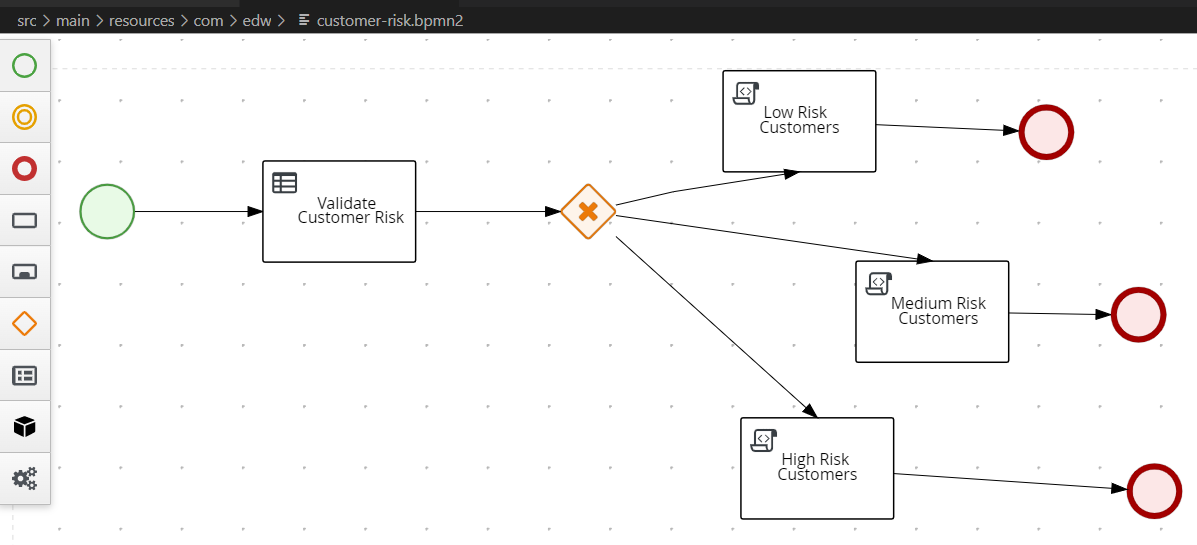 src > main > resources > com > edw > customer-risk.bpmn2
Low Risk
Customers
Validate
Customer Risk
Medium Risk
Customers
High Risk
Customers